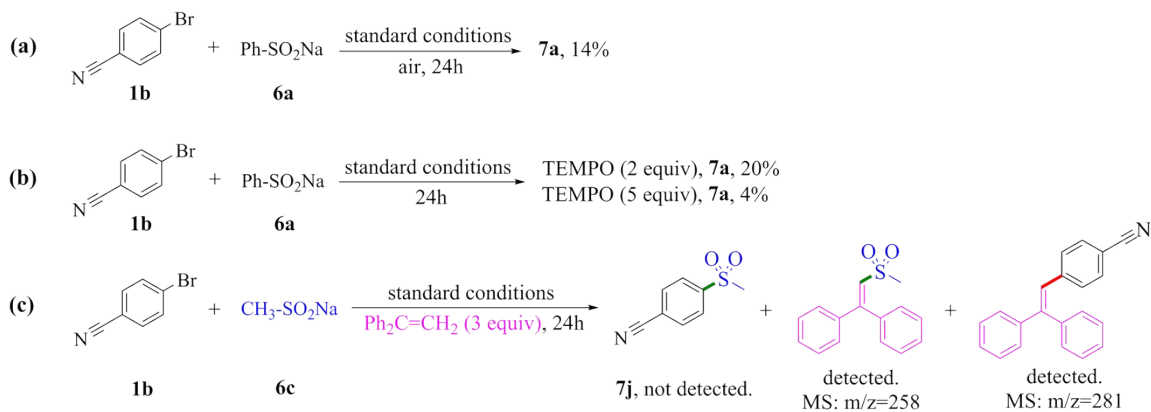 (a)
Br
N
1b
+
Ph-SO2Na
6a
standard conditions
air, 24h
7a, 14%
(b)
Br
N
1b
+
Ph-SO2Na
6a
standard conditions
24h
TEMPO (2 equiv), 7a, 20%
TEMPO (5 equiv), 7a, 4%
(c)
Br
N
1b
+
CH3-SO2Na
6c
standard conditions
Ph2C=CH2 (3 equiv), 24h
O O
S
N
7j, not detected.
+
O O
S
detected.
MS: m/z=258
+
N
detected.
MS: m/z=281